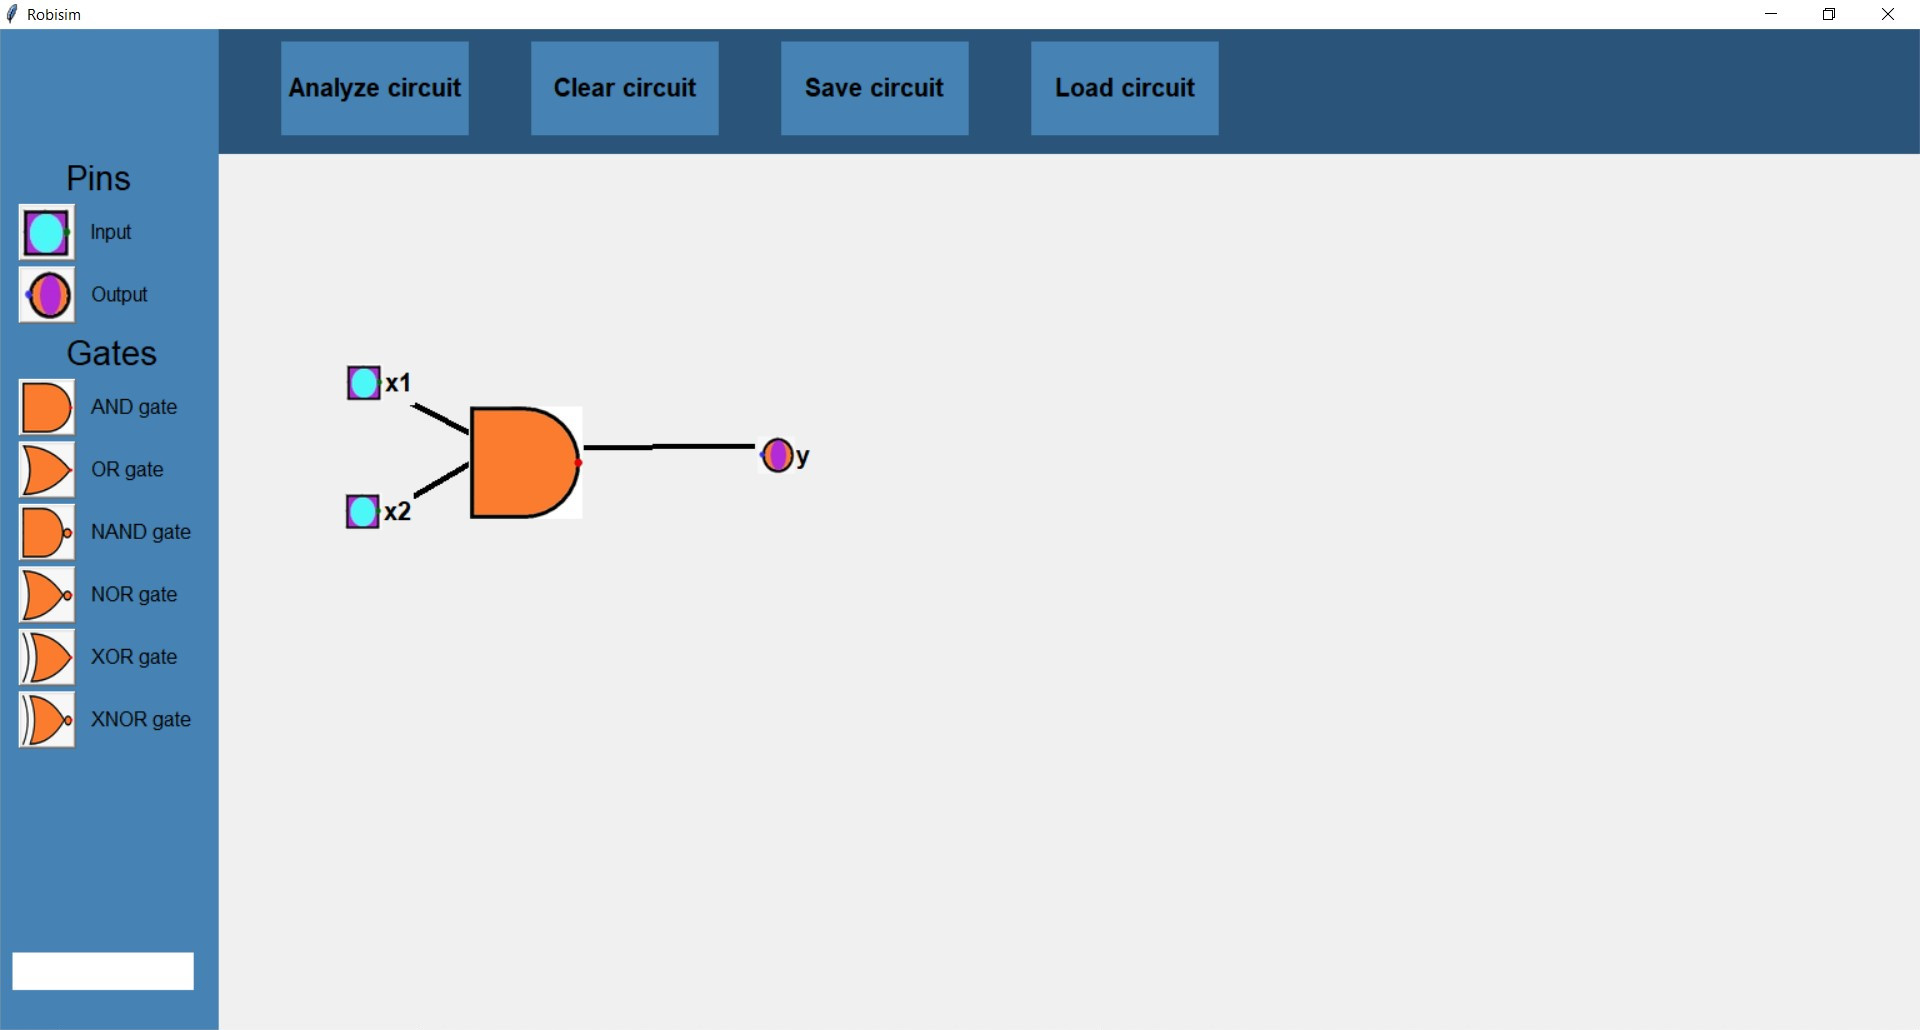 Robisim
Analyze circuit
Clear circuit
Save circuit
Load circuit
Pins
Input
Output
Gates
AND gate
OR gate
NAND gate
NOR gate
XOR gate
XNOR gate
x1
x2
y